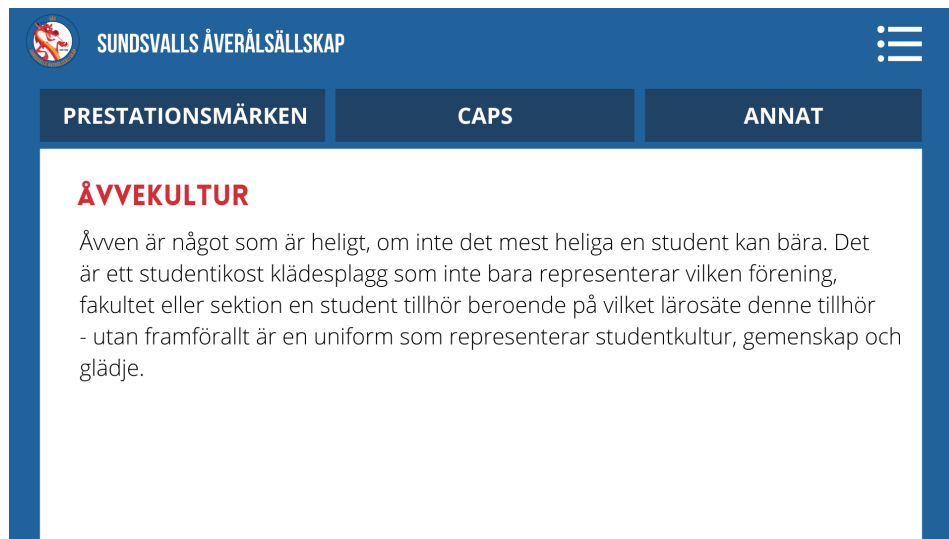 SUNDSVALLS ÅVERÅLSÄLLSKAP
PRESTATIONSMÄRKEN
CAPS
ANNAT
ÅVVEKULTUR
Åvven är något som är heligt, om inte det mest heliga en student kan bära. Det
är ett studentikost klädesplagg som inte bara representerar vilken förening,
fakultet eller sektion en student tillhör beroende på vilket lärosäte denne tillhör
- utan framförallt är en uniform som representerar studentkultur, gemenskap och
glädje.